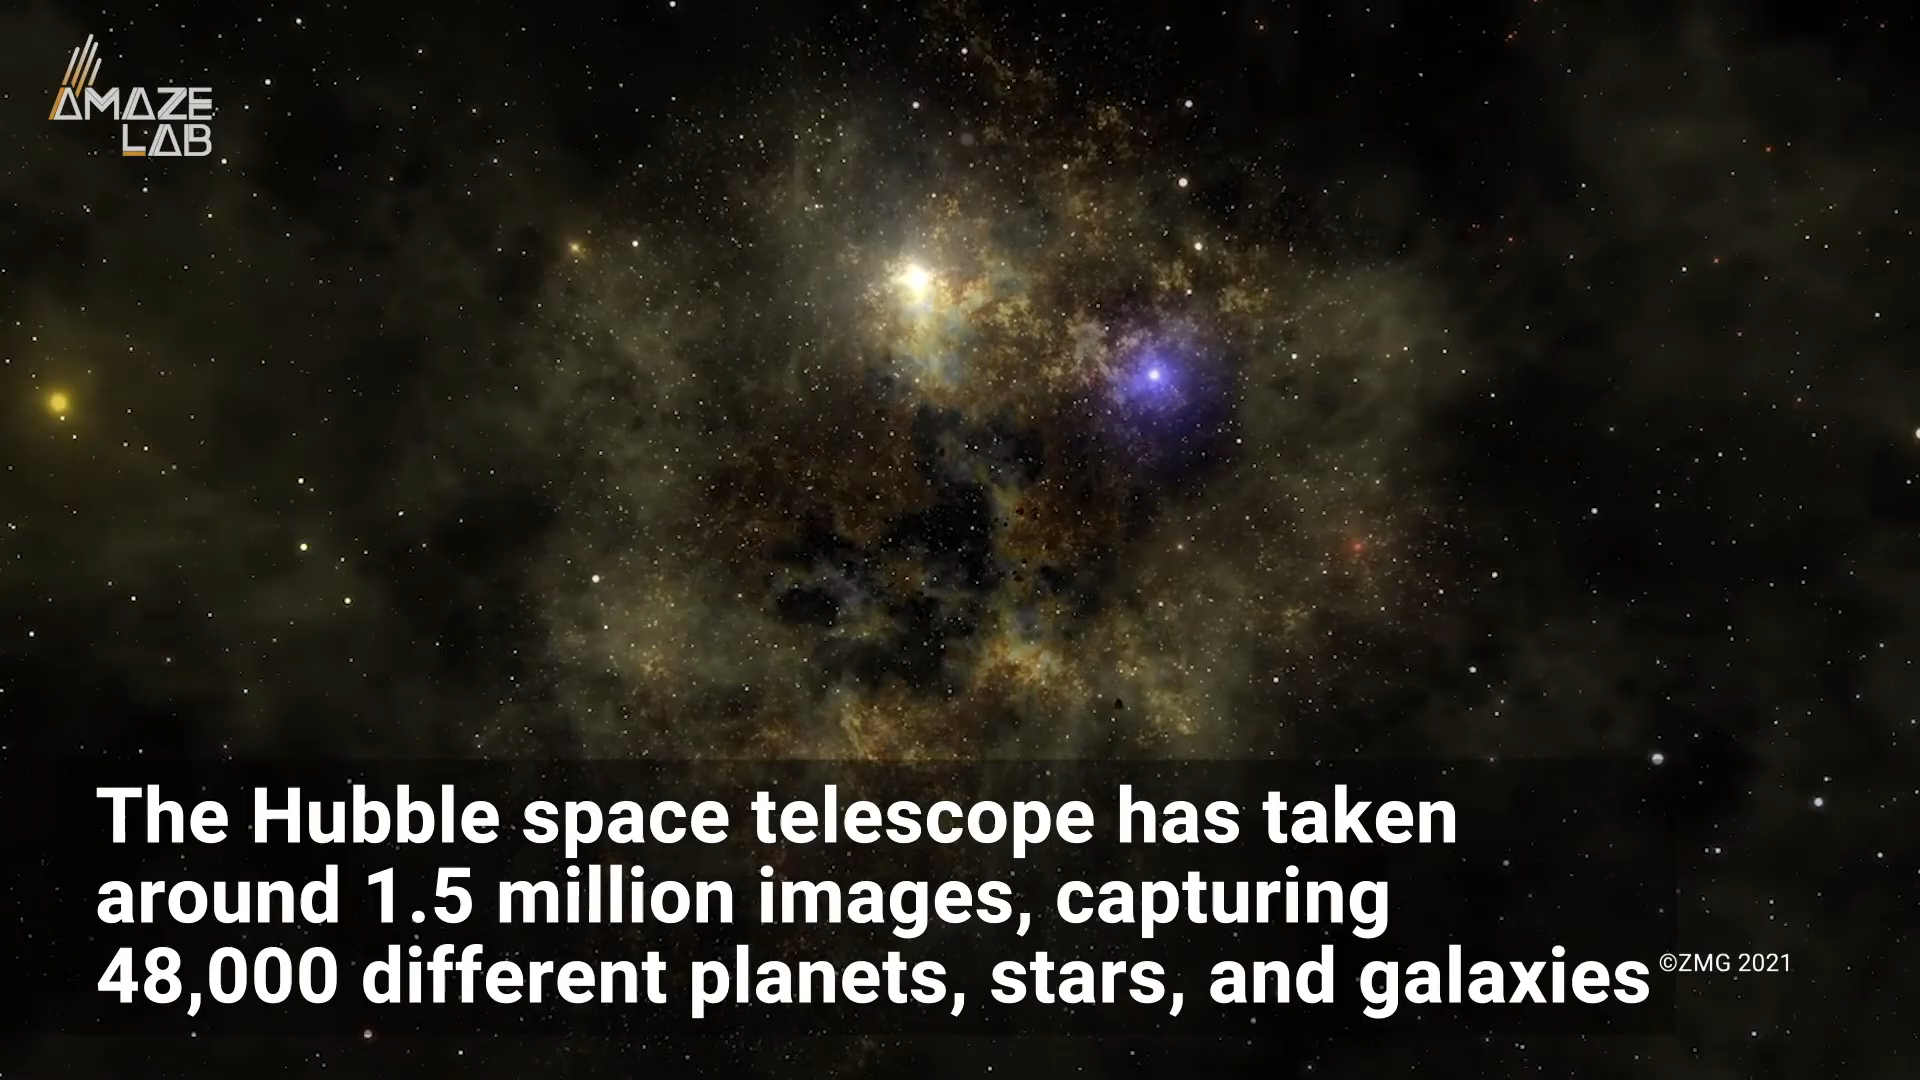 AMAZE
LAB
The Hubble space telescope has taken
around 1.5 million images, capturing
48,000 different planets, stars, and galaxies
©ZMG 2021